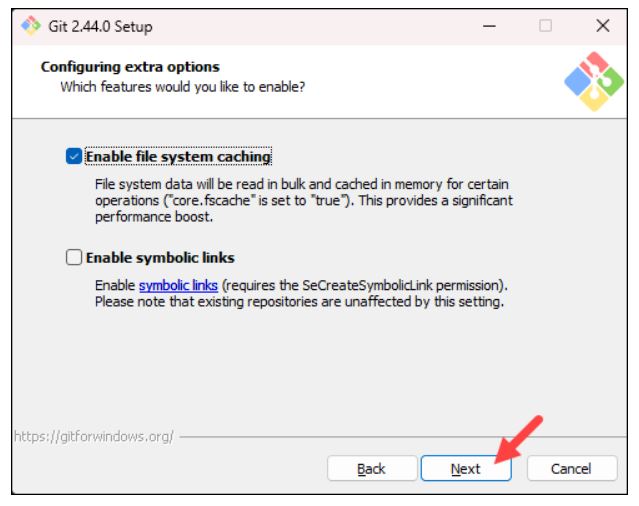 Git 2.44.0 Setup
Configuring extra options
Which features would you like to enable?
Enable file system caching
File system data will be read in bulk and cached in memory for certain
operations ("core.fscache" is set to "true"). This provides a significant
performance boost.
Enable symbolic links
Enable symbolic links (requires the SeCreateSymbolicLink permission).
Please note that existing repositories are unaffected by this setting.
https://gitforwindows.org/
Back Next Cancel